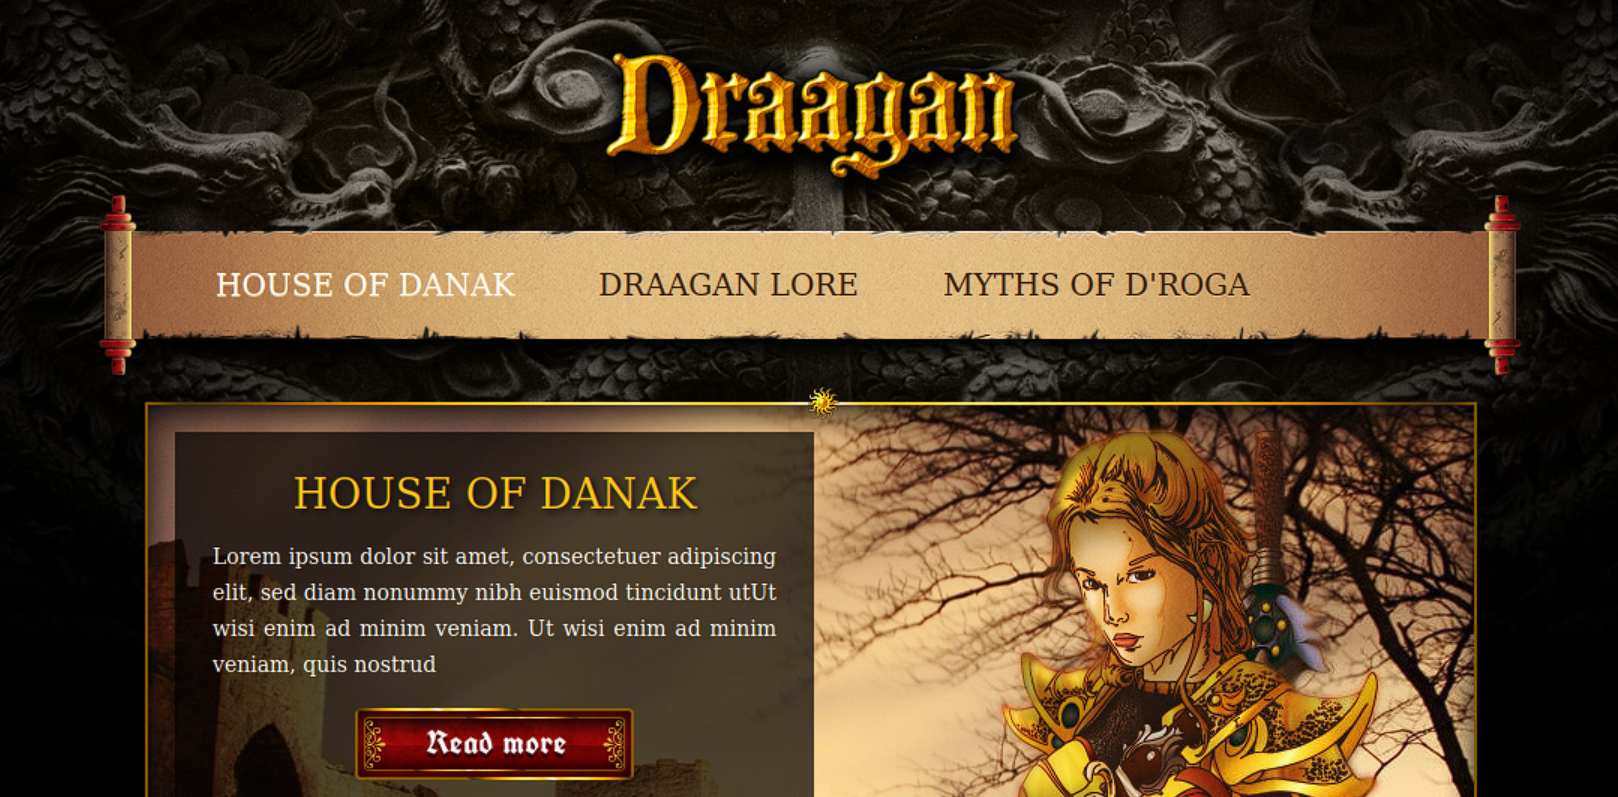 Draagan
HOUSE OF DANAK DRAAGAN LORE MYTHS OF D'ROGA
HOUSE OF DANAK
Lorem ipsum dolor sit amet, consectetuer adipiscing
elit, sed diam nonummy nibh euismod tincidunt utUt
wisi enim ad minim veniam. Ut wisi enim ad minim
veniam, quis nostrud
Read more